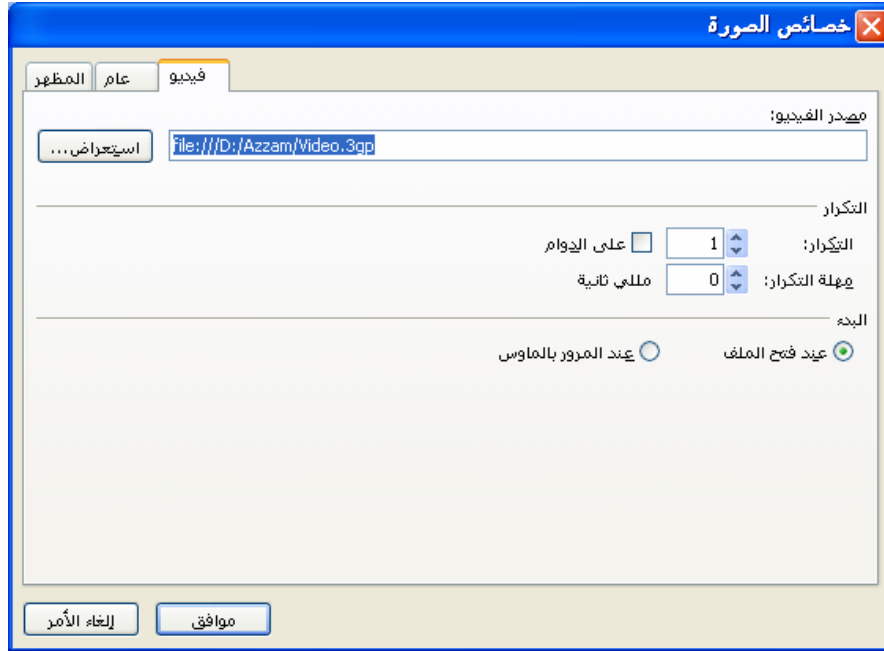 خصائص الصورة
فيديو عام المظهر
مصدر الفيديو:
file:///D:/Azzam/Video.3gp استعراض...
التكرار
التكرار: 1 على الدوام
مهلة التكرار: 0 مللي ثانية
البدء
عند فتح الملف عند المرور بالماوس
موافق إلغاء الأمر